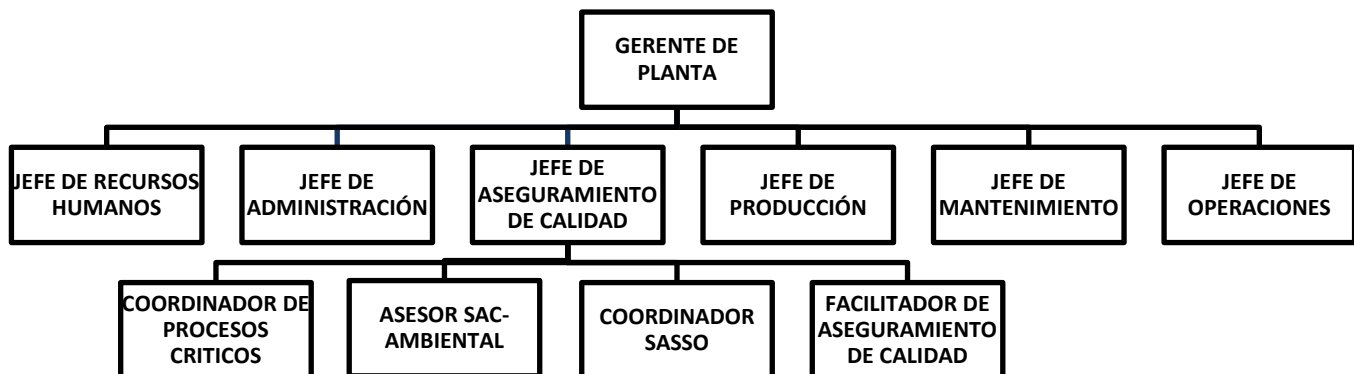 GERENTE DE
PLANTA
JEFE DE RECURSOS
HUMANOS
JEFE DE
ADMINISTRACIÓN
JEFE DE
ASEGURAMIENTO
DE CALIDAD
JEFE DE
PRODUCCIÓN
JEFE DE
MANTENIMIENTO
JEFE DE
OPERACIONES
COORDINADOR DE
PROCESOS
CRITICOS
ASESOR SAC-
AMBIENTAL
COORDINADOR
SASSO
FACILITADOR DE
ASEGURAMIENTO
DE CALIDAD